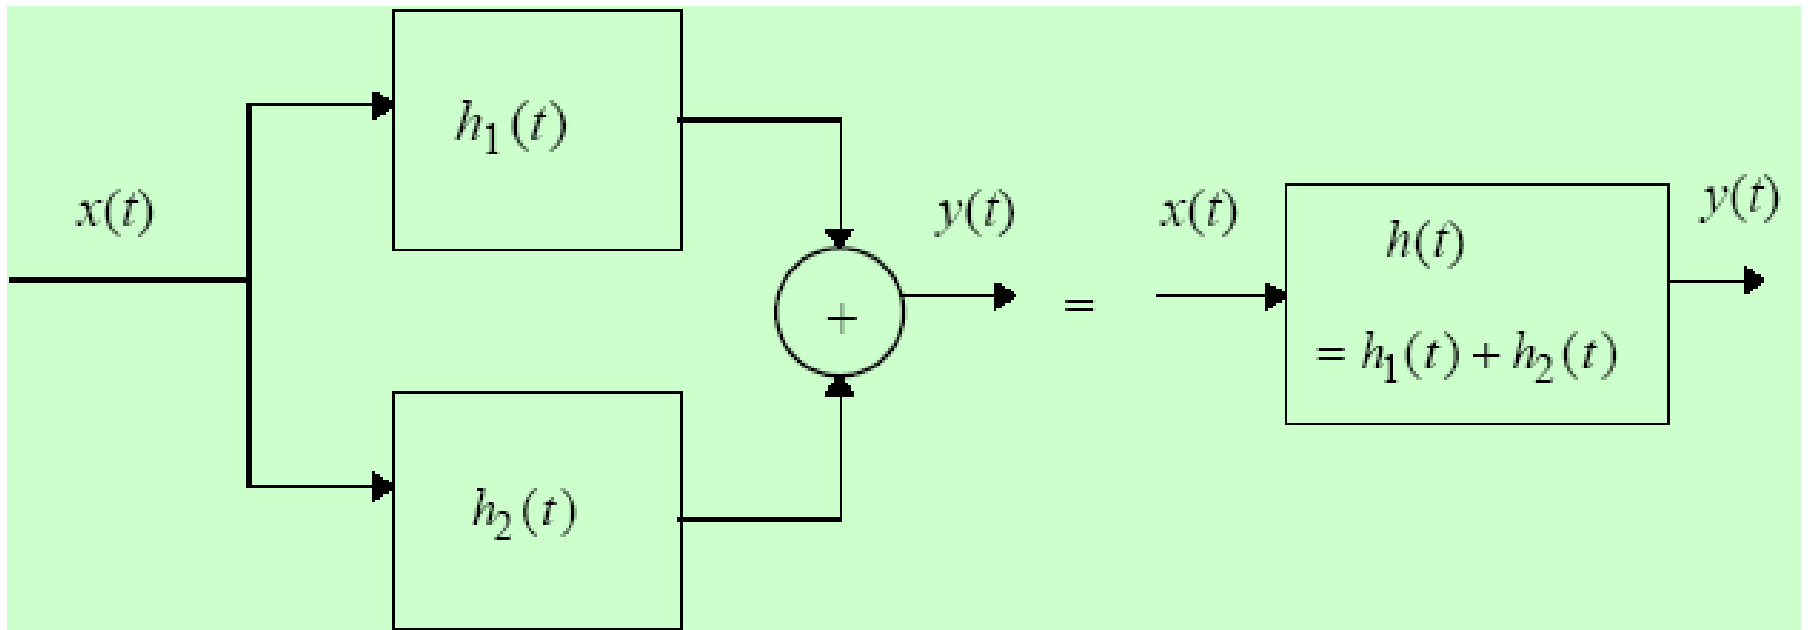 h₁(t)
x(t)
h₂(t)
+
y(t)
=
x(t)
h(t)
= h₁(t) + h₂(t)
y(t)